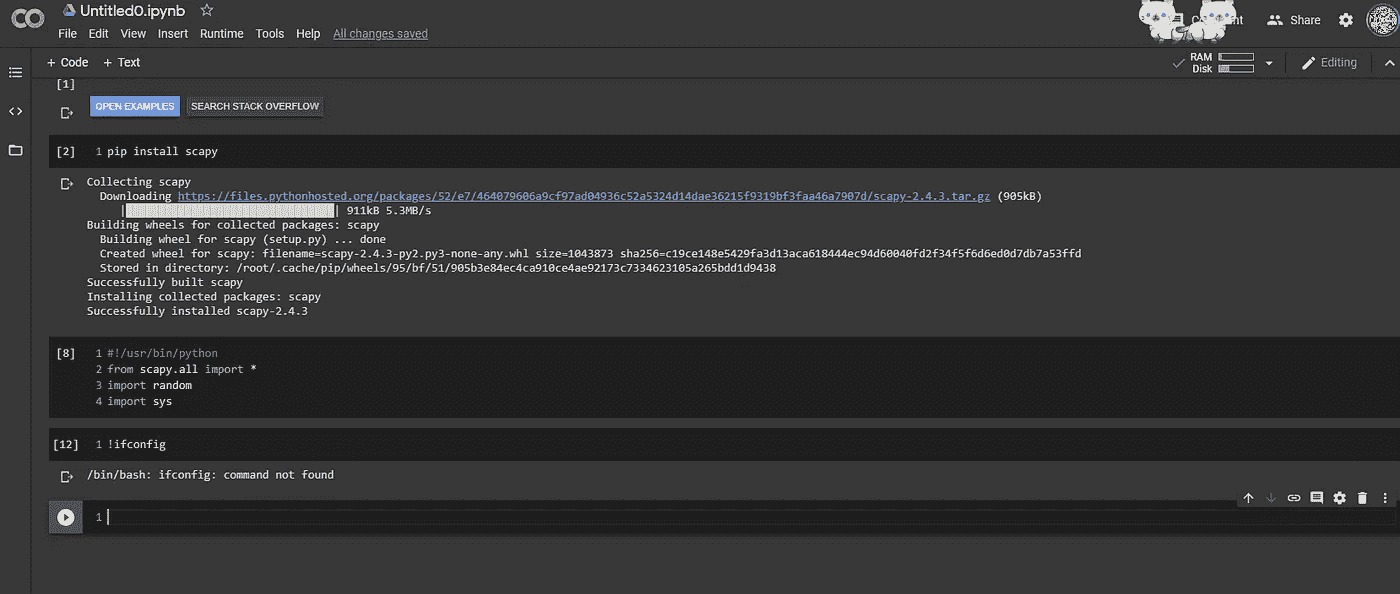 Untitled0.ipynb
File Edit View Insert Runtime Tools Help All changes saved
Share
+ Code + Text
RAM
Disk
Editing
[1]
OPEN EXAMPLES SEARCH STACK OVERFLOW
[2] 1 pip install scapy
Collecting scapy
Downloading https://files.pythonhosted.org/packages/52/e7/464079606a9cf97ad04936c52a5324d14dae36215f9319bf3faa46a7907d/scapy-2.4.3.tar.gz (905kB)
911kB 5.3MB/s
Building wheels for collected packages: scapy
Building wheel for scapy (setup.py) ... done
Created wheel for scapy: filename=scapy-2.4.3-py2.py3-none-any.whl size=1043873 sha256=c19ce148e5429fa3d13aca618444ec94d60040fd2f34f5f6d6ed0d7db7a53ffd
Stored in directory: /root/.cache/pip/wheels/95/bf/51/905b3e84ec4ca910ce4ae92173c7334623105a265bdd1d9438
Successfully built scapy
Installing collected packages: scapy
Successfully installed scapy-2.4.3
[8] 1 #!/usr/bin/python
2 from scapy.all import *
3 import random
4 import sys
[12] 1 !ifconfig
/bin/bash: ifconfig: command not found
1